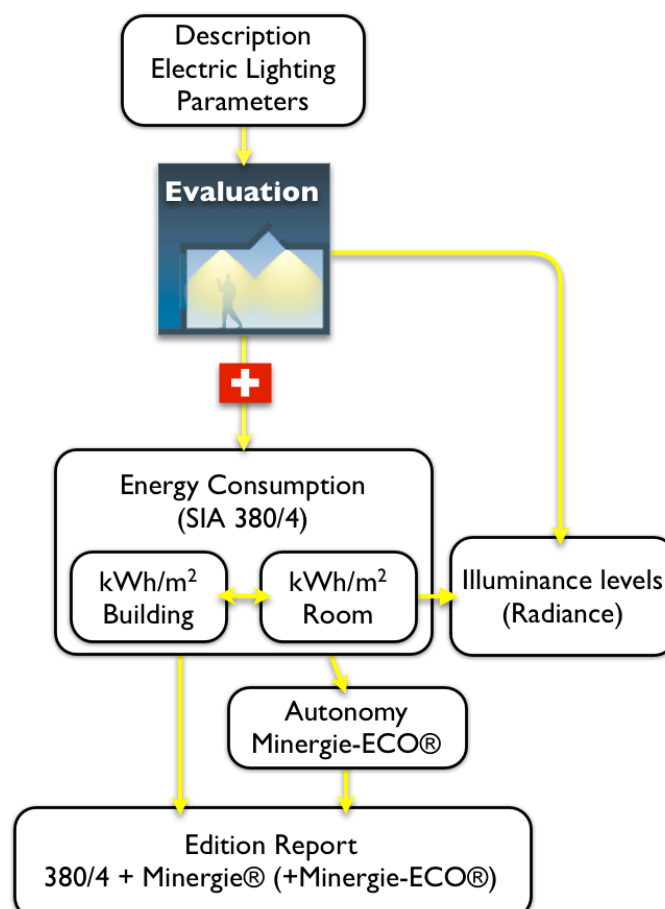 Description
Electric Lighting
Parameters
Evaluation
Energy Consumption
(SIA 380/4)
kWh/m²
Building
kWh/m²
Room
Illuminance levels
(Radiance)
Autonomy
Minergie-ECO®
Edition Report
380/4 + Minergie® (+Minergie-ECO®)